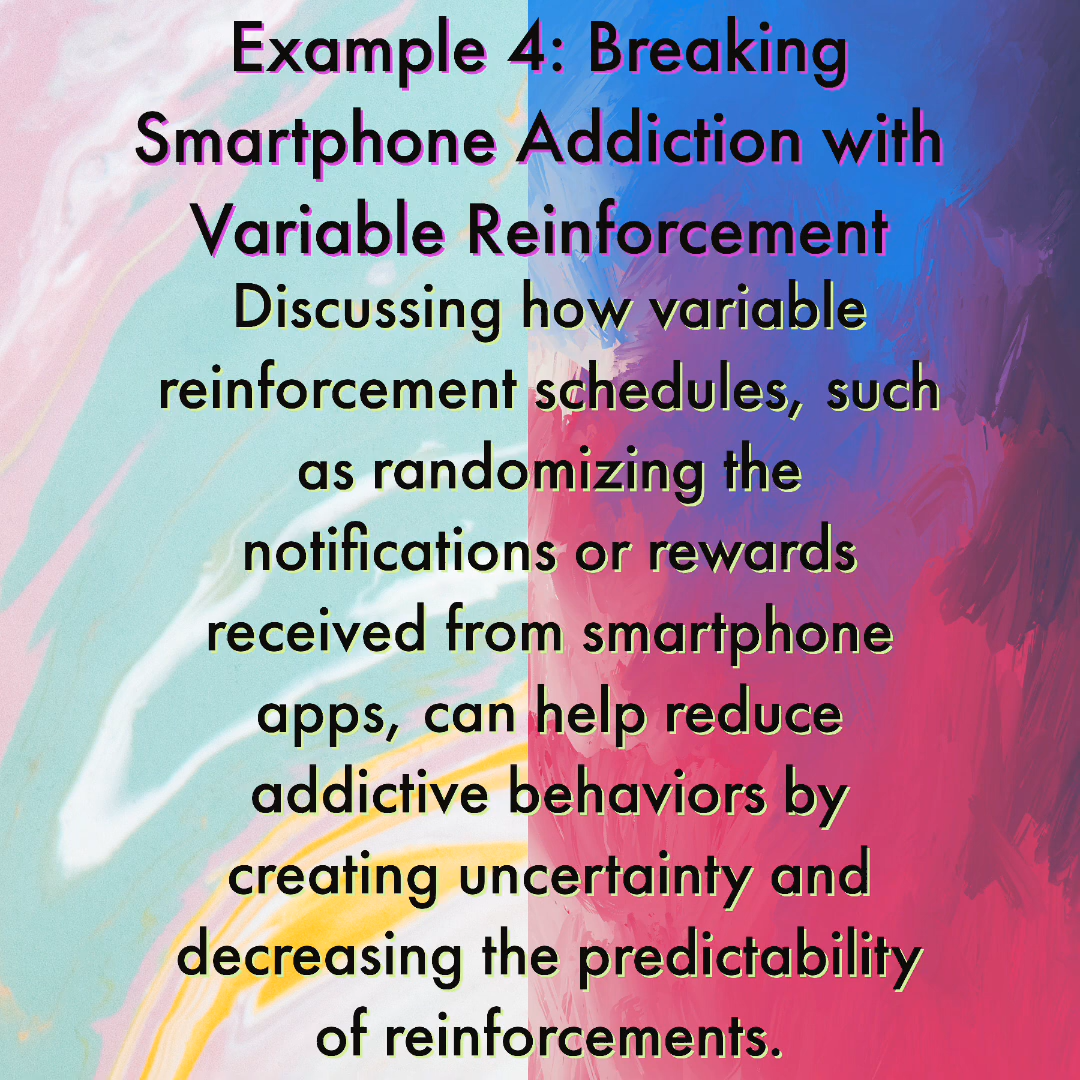 Example 4: Breaking
Smartphone Addiction with
Variable Reinforcement
Discussing how variable
reinforcement schedules, such
as randomizing the
notifications or rewards
received from smartphone
apps, can help reduce
addictive behaviors by
creating uncertainty and
decreasing the predictability
of reinforcements.